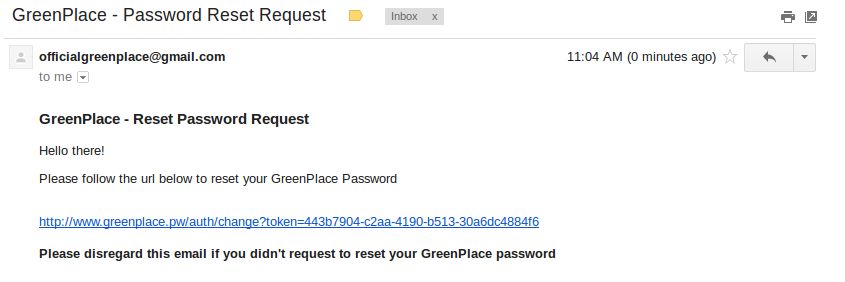 GreenPlace - Password Reset Request
Inbox x
officialgreenplace@gmail.com
11:04 AM (0 minutes ago)
to me
GreenPlace - Reset Password Request
Hello there!
Please follow the url below to reset your GreenPlace Password
http://www.greenplace.pw/auth/change?token=443b7904-c2aa-4190-b513-30a6dc4884f6
Please disregard this email if you didn't request to reset your GreenPlace password